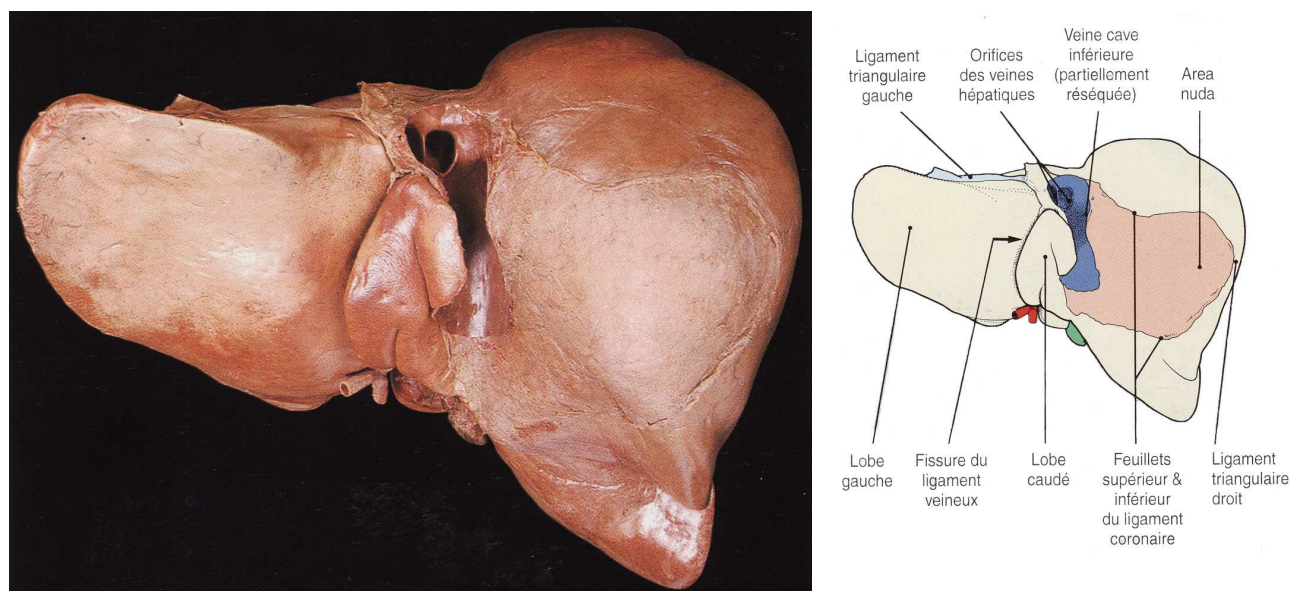 Ligament
triangulaire
gauche
Orifices
des veines
hépatiques
Veine cave
inférieure
(partiellement
réséquée)
Area
nuda
Lobe
gauche
Fissure du
ligament
veineux
Lobe
caudé
Feuillets
supérieur &
inférieur
du ligament
coronaire
Ligament
triangulaire
droit